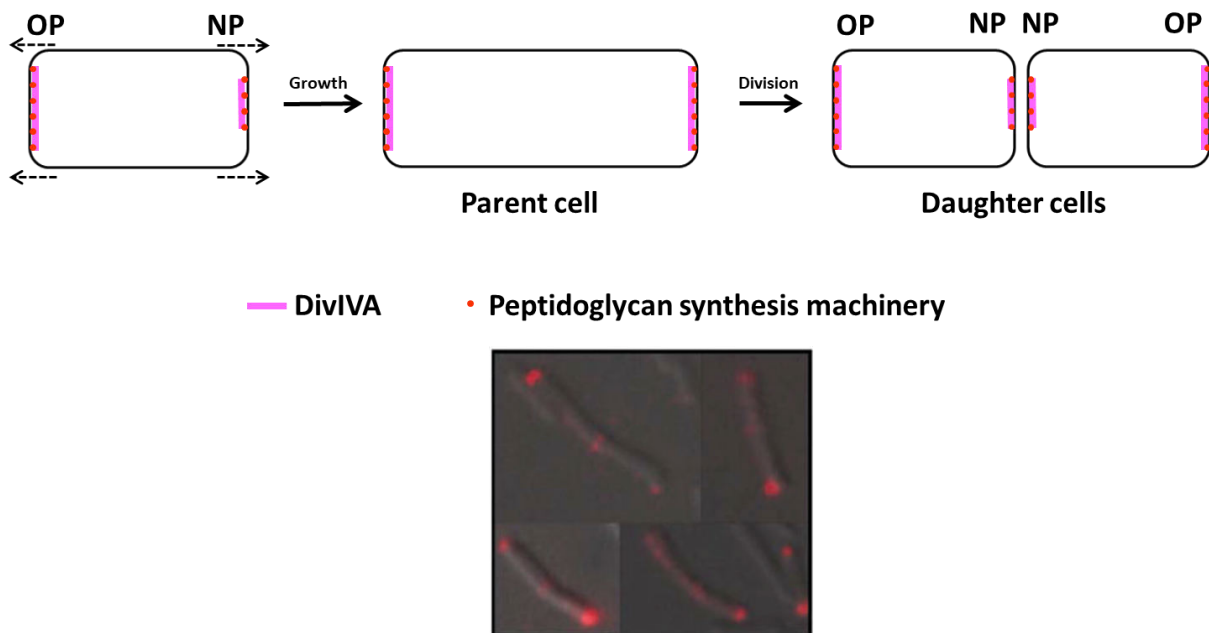 OP NP
Growth
Division
OP NP NP OP
Parent cell
Daughter cells
DivIVA
Peptidoglycan synthesis machinery